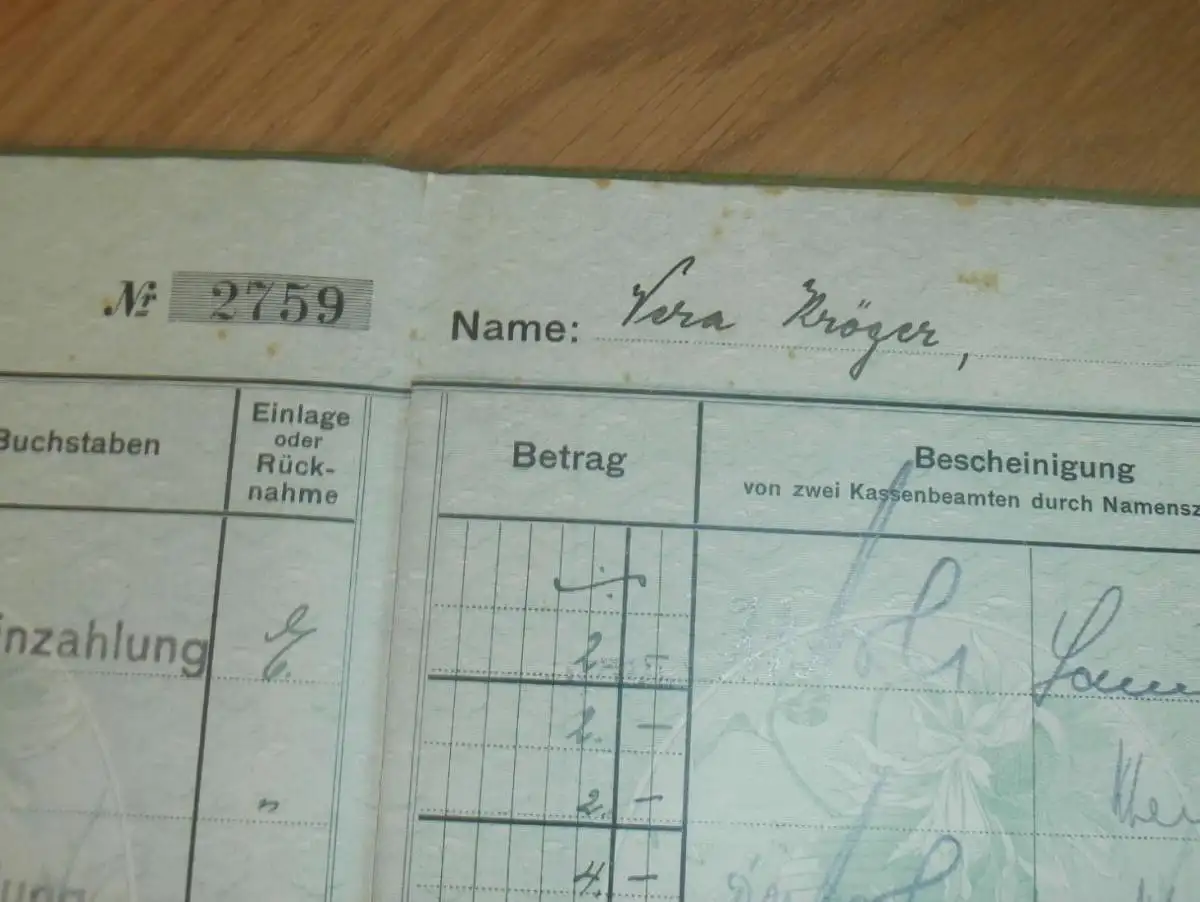 Nr 2759
Name: Vera Kröger,
Buchstaben
Einlage
oder
Rück-
nahme
Betrag
Bescheinigung
von zwei Kassenbeamten durch Namensz
÷
inzahlung
E.
2. —
2. —
2. —
"
4. —